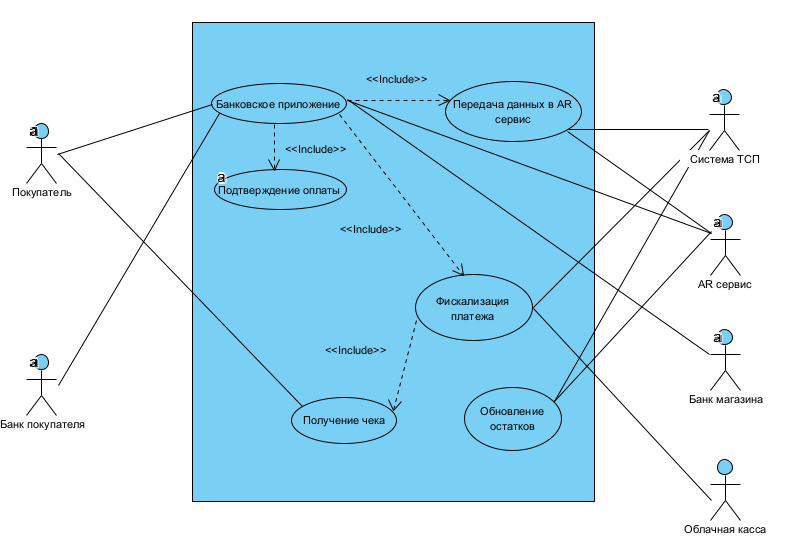 <<Include>>
a
Банковское приложение
Передача данных в AR
сервис
a
Покупатель
<<Include>>
Система ТСП
a
Подтверждение оплаты
<<Include>>
a
AR сервис
Фискализация
платежа
a
Банк магазина
<<Include>>
a
Банк покупателя
Получение чека
Обновление
остатков
Облачная касса